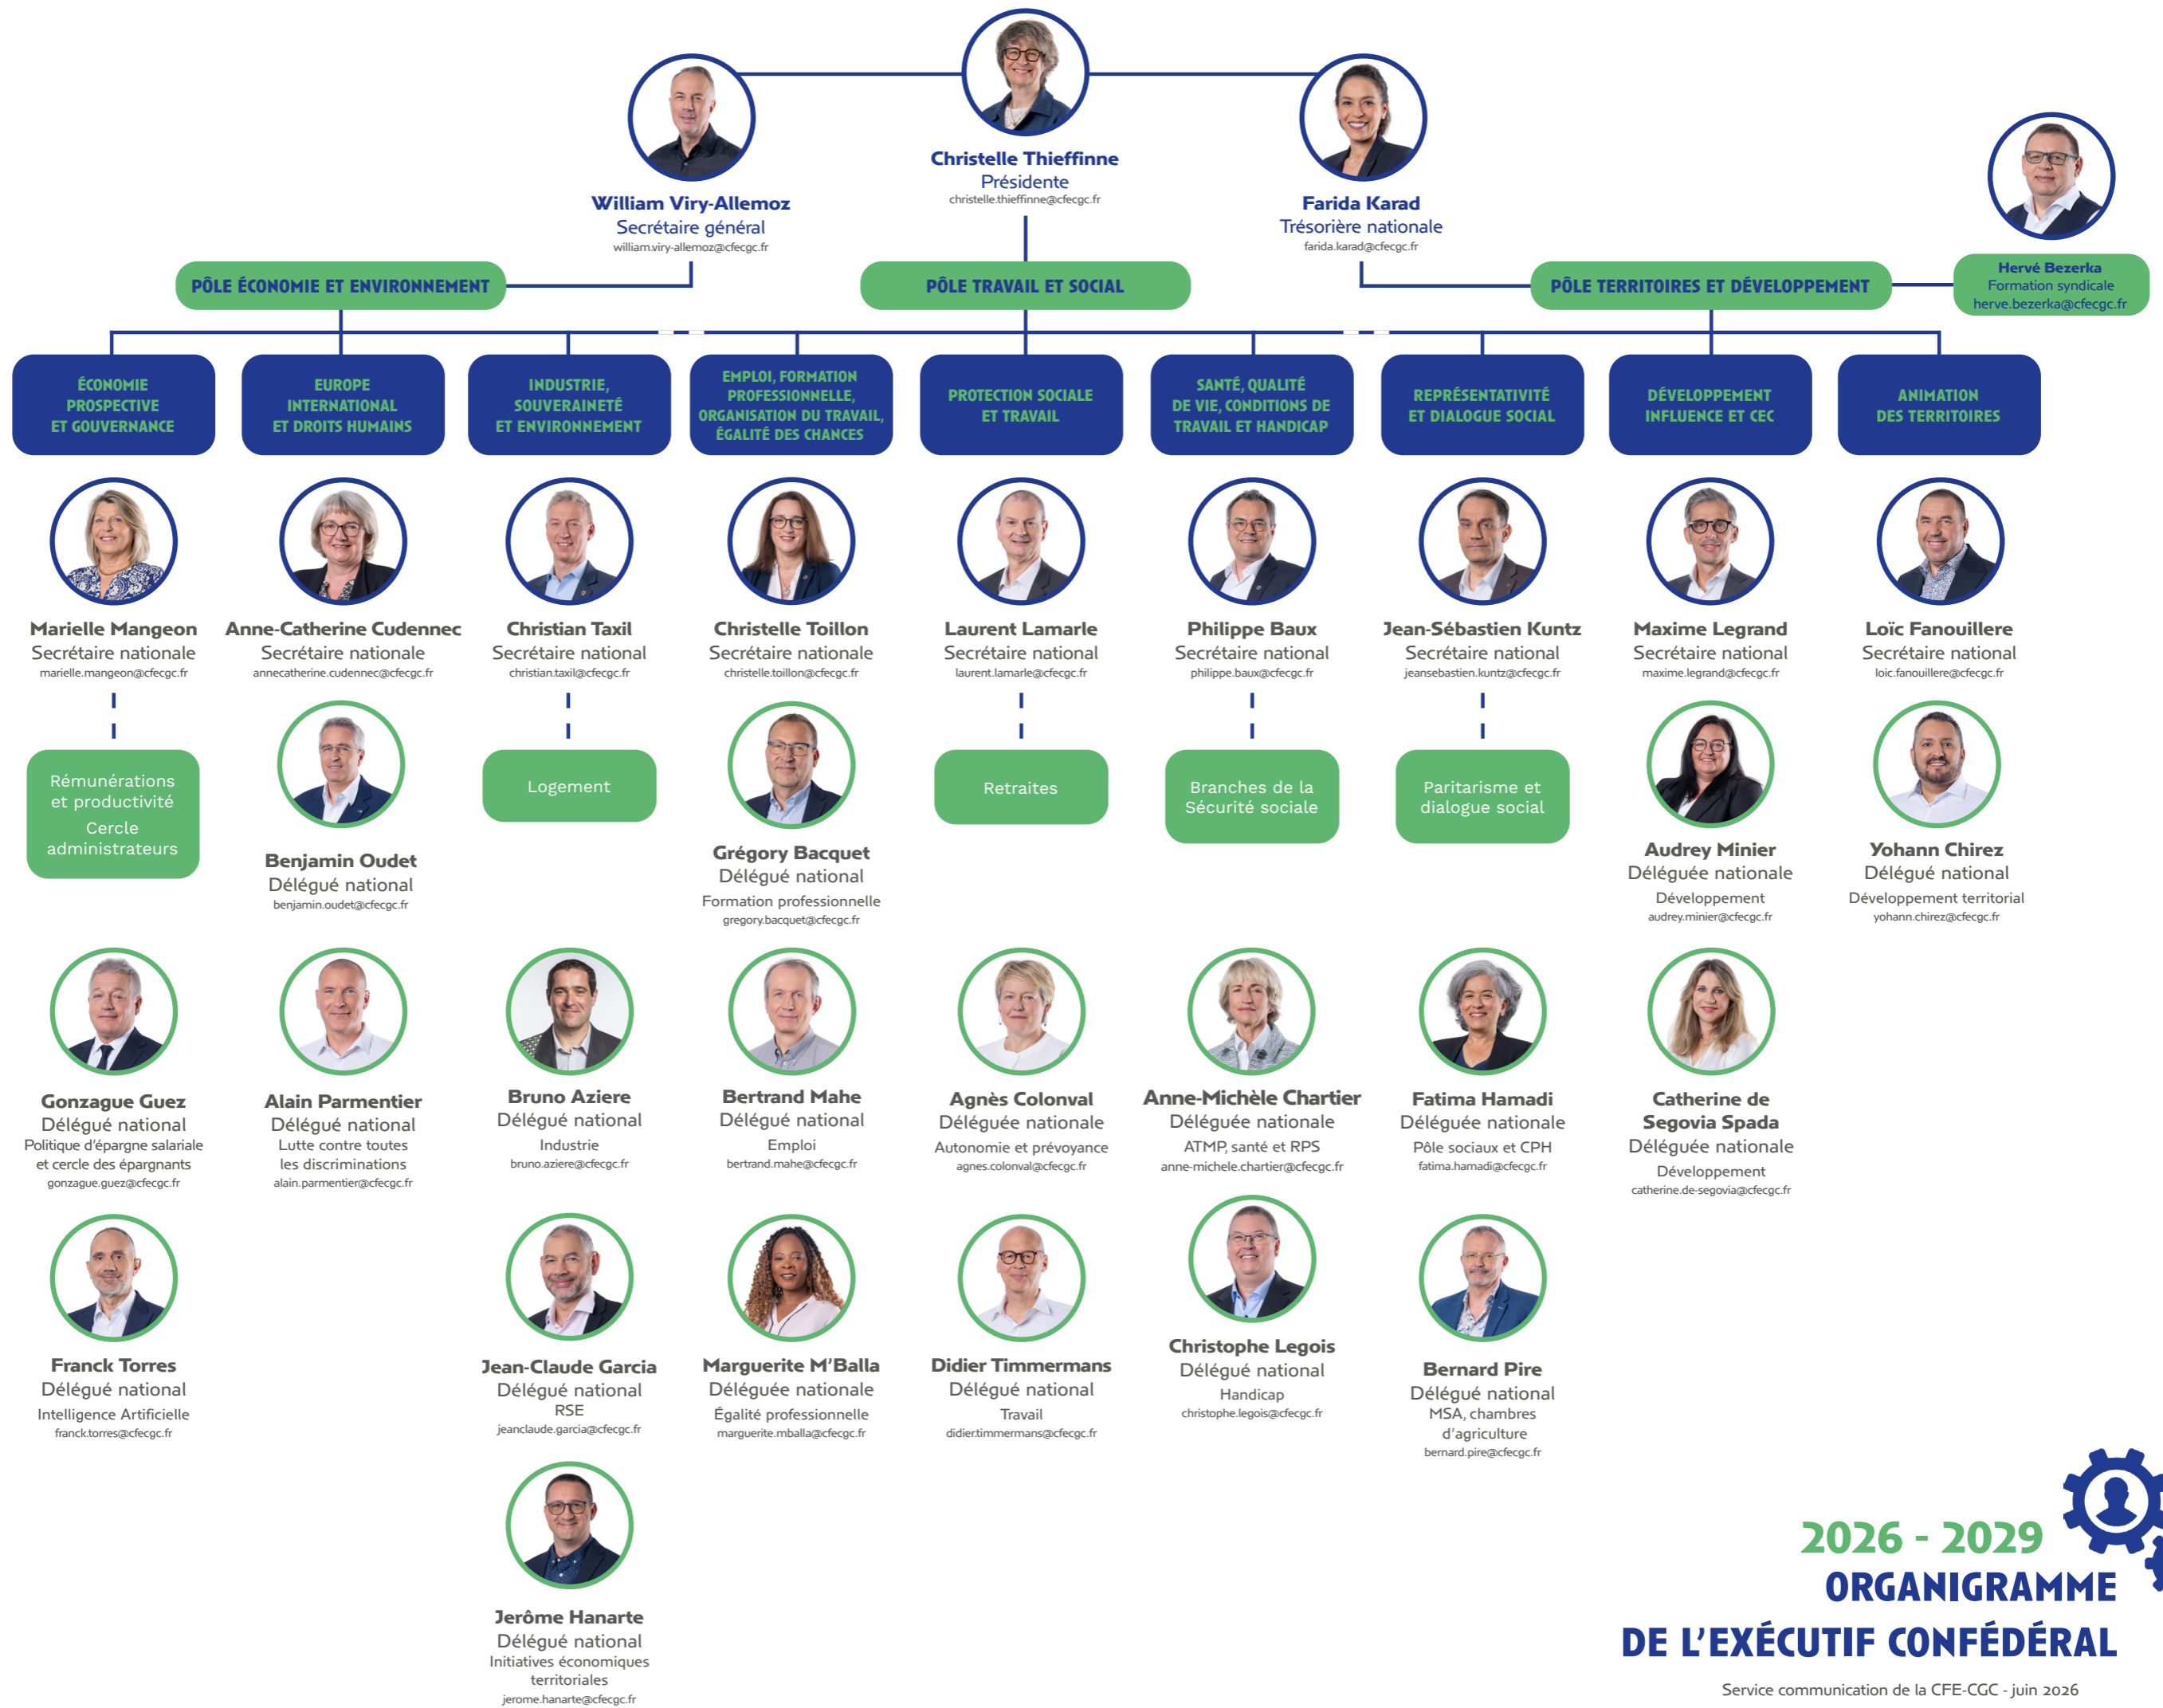 Christelle Thieffinne
Présidente
christelle.thieffinne@cfecgc.fr
William Viry-Allemoz
Secrétaire général
william.viry-allemoz@cfecgc.fr
Farida Karad
Trésorière nationale
farida.karad@cfecgc.fr
Hervé Bezerka
Formation syndicale
herve.bezerka@cfecgc.fr
PÔLE ÉCONOMIE ET ENVIRONNEMENT
PÔLE TRAVAIL ET SOCIAL
PÔLE TERRITOIRES ET DÉVELOPPEMENT
ÉCONOMIE
PROSPECTIVE
ET GOUVERNANCE
EUROPE
INTERNATIONAL
ET DROITS HUMAINS
INDUSTRIE,
SOUVERAINETÉ
ET ENVIRONNEMENT
EMPLOI, FORMATION
PROFESSIONNELLE,
ORGANISATION DU TRAVAIL,
ÉGALITÉ DES CHANCES
PROTECTION SOCIALE
ET TRAVAIL
SANTÉ, QUALITÉ
DE VIE, CONDITIONS DE
TRAVAIL ET HANDICAP
REPRÉSENTATIVITÉ
ET DIALOGUE SOCIAL
DÉVELOPPEMENT
INFLUENCE ET CEC
ANIMATION
DES TERRITOIRES
Marielle Mangeon
Secrétaire nationale
marielle.mangeon@cfecgc.fr
Anne-Catherine Cudennec
Secrétaire nationale
annecatherine.cudennec@cfecgc.fr
Christian Taxil
Secrétaire national
christian.taxil@cfecgc.fr
Christelle Toillon
Secrétaire nationale
christelle.toillon@cfecgc.fr
Laurent Lamarle
Secrétaire national
laurent.lamarle@cfecgc.fr
Philippe Baux
Secrétaire national
philippe.baux@cfecgc.fr
Jean-Sébastien Kuntz
Secrétaire national
jeansebastien.kuntz@cfecgc.fr
Maxime Legrand
Secrétaire national
maxime.legrand@cfecgc.fr
Loïc Fanouillere
Secrétaire national
loic.fanouillere@cfecgc.fr
Rémunérations
et productivité
Cercle
administrateurs
Benjamin Oudet
Délégué national
benjamin.oudet@cfecgc.fr
Logement
Grégory Bacquet
Délégué national
Formation professionnelle
gregory.bacquet@cfecgc.fr
Retraites
Branches de la
Sécurité sociale
Paritarisme et
dialogue social
Audrey Minier
Déléguée nationale
Développement
audrey.minier@cfecgc.fr
Yohann Chirez
Délégué national
Développement territorial
yohann.chirez@cfecgc.fr
Gonzague Guez
Délégué national
Politique d'épargne salariale
et cercle des épargnants
gonzague.guez@cfecgc.fr
Alain Parmentier
Délégué national
Lutte contre toutes
les discriminations
alain.parmentier@cfecgc.fr
Bruno Aziere
Délégué national
Industrie
bruno.aziere@cfecgc.fr
Bertrand Mahe
Délégué national
Emploi
bertrand.mahe@cfecgc.fr
Agnès Colonval
Déléguée nationale
Autonomie et prévoyance
agnes.colonval@cfecgc.fr
Anne-Michèle Chartier
Déléguée nationale
ATMP, santé et RPS
anne-michele.chartier@cfecgc.fr
Fatima Hamadi
Déléguée nationale
Pôle sociaux et CPH
fatima.hamadi@cfecgc.fr
Catherine de
Segovia Spada
Déléguée nationale
Développement
catherine.de-segovia@cfecgc.fr
Franck Torres
Délégué national
Intelligence Artificielle
franck.torres@cfecgc.fr
Jean-Claude Garcia
Délégué national
RSE
jeanclaude.garcia@cfecgc.fr
Marguerite M'Balla
Déléguée nationale
Égalité professionnelle
marguerite.mballa@cfecgc.fr
Didier Timmermans
Délégué national
Travail
didier.timmermans@cfecgc.fr
Christophe Legois
Délégué national
Handicap
christophe.legois@cfecgc.fr
Bernard Pire
Délégué national
MSA, chambres
d'agriculture
bernard.pire@cfecgc.fr
Jerôme Hanarte
Délégué national
Initiatives économiques
territoriales
jerome.hanarte@cfecgc.fr
2026 - 2029
ORGANIGRAMME
DE L'EXÉCUTIF CONFÉDÉRAL
Service communication de la CFE-CGC - juin 2026